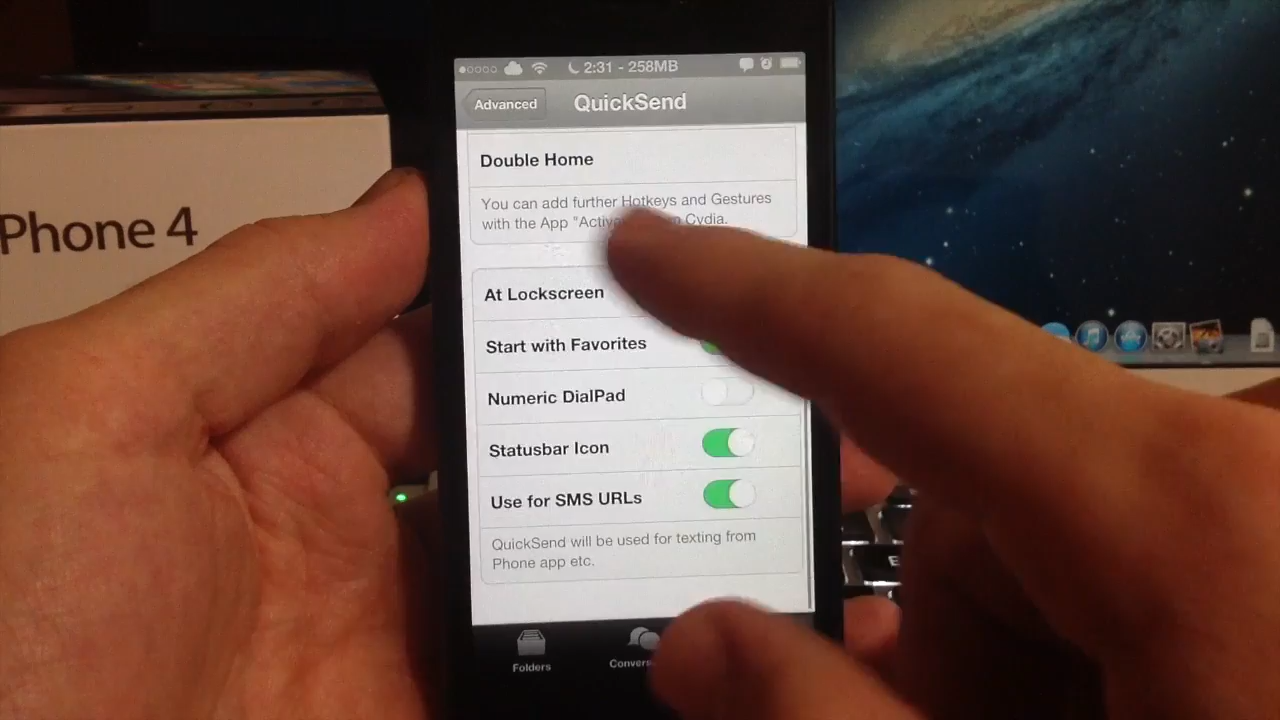 2:31 - 258MB
Advanced
QuickSend
Phone 4
Double Home
You can add further Hotkeys and Gestures
with the App "Activ Cydia.
At Lockscreen
Start with Favorites
Numeric DialPad
Statusbar Icon
Use for SMS URLs
QuickSend will be used for texting from
Phone app etc.
Folders
Convers